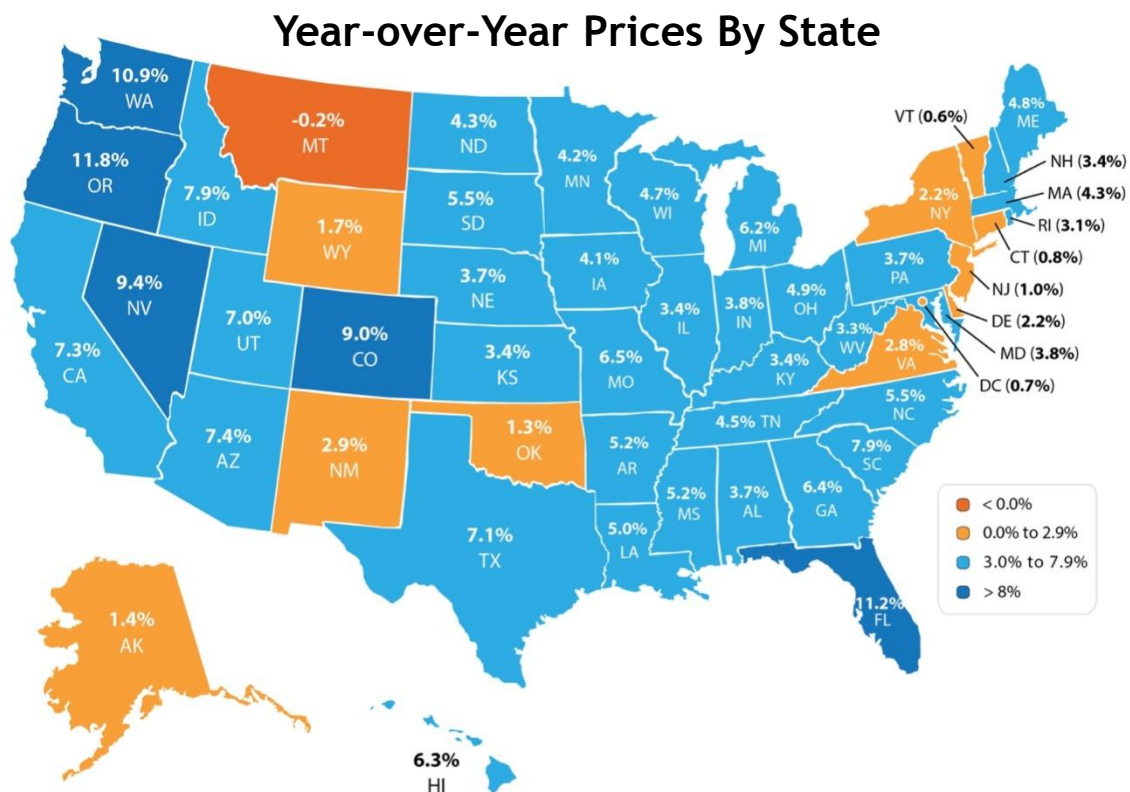 Year-over-Year Prices By State
10.9%
WA
11.8%
OR
7.9%
ID
-0.2%
MT
4.3%
ND
4.2%
MN
4.7%
WI
6.2%
MI
VT (0.6%)
4.8%
ME
NH (3.4%)
MA (4.3%)
RI (3.1%)
CT (0.8%)
NJ (1.0%)
DE (2.2%)
MD (3.8%)
DC (0.7%)
2.2%
NY
5.5%
SD
1.7%
WY
3.7%
NE
4.1%
IA
3.4%
IL
3.8%
IN
4.9%
OH
3.7%
PA
3.3%
WV
2.8%
VA
9.4%
NV
7.0%
UT
9.0%
CO
3.4%
KS
6.5%
MO
3.4%
KY
7.3%
CA
7.4%
AZ
2.9%
NM
1.3%
OK
5.2%
AR
4.5% TN
5.5%
NC
7.9%
SC
5.2%
MS
3.7%
AL
6.4%
GA
7.1%
TX
5.0%
LA
11.2%
FL
1.4%
AK
6.3%
HI
< 0.0%
0.0% to 2.9%
3.0% to 7.9%
> 8%